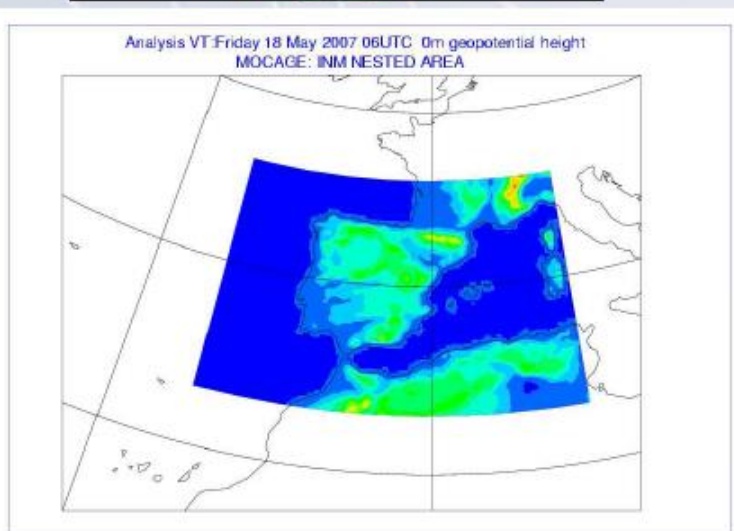 Analysis VT:Friday 18 May 2007 06UTC 0m geopotential height
MOCAGE: INM NESTED AREA